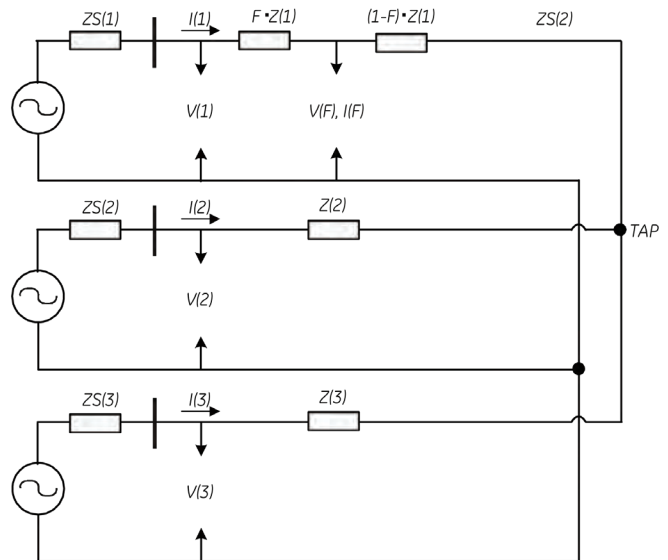 ZS(1) I(1) F▪Z(1) (1-F)▪Z(1) ZS(2)
V(1) V(F), I(F)
ZS(2) I(2) Z(2)
TAP
V(2)
ZS(3) I(3) Z(3)
V(3)